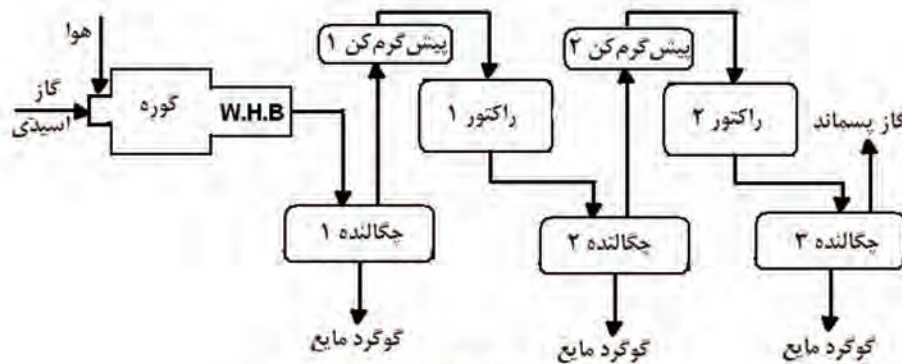 هوا
گاز
اسیدی
گوره
W.H.B
چگالنده ۱
گوگرد مایع
پیش گرم کن ۱
راکتور ۱
چگالنده ۲
گوگرد مایع
پیش گرم کن ۲
راکتور ۲
چگالنده ۳
گوگرد مایع
گاز پسماند